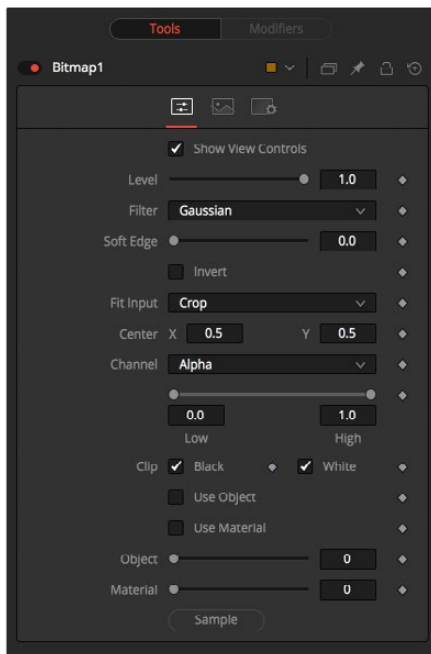 Tools Modifiers
Bitmap1
Show View Controls
Level 1.0
Filter Gaussian
Soft Edge 0.0
Invert
Fit Input Crop
Center X 0.5 Y 0.5
Channel Alpha
0.0 1.0
Low High
Clip Black White
Use Object
Use Material
Object 0
Material 0
Sample